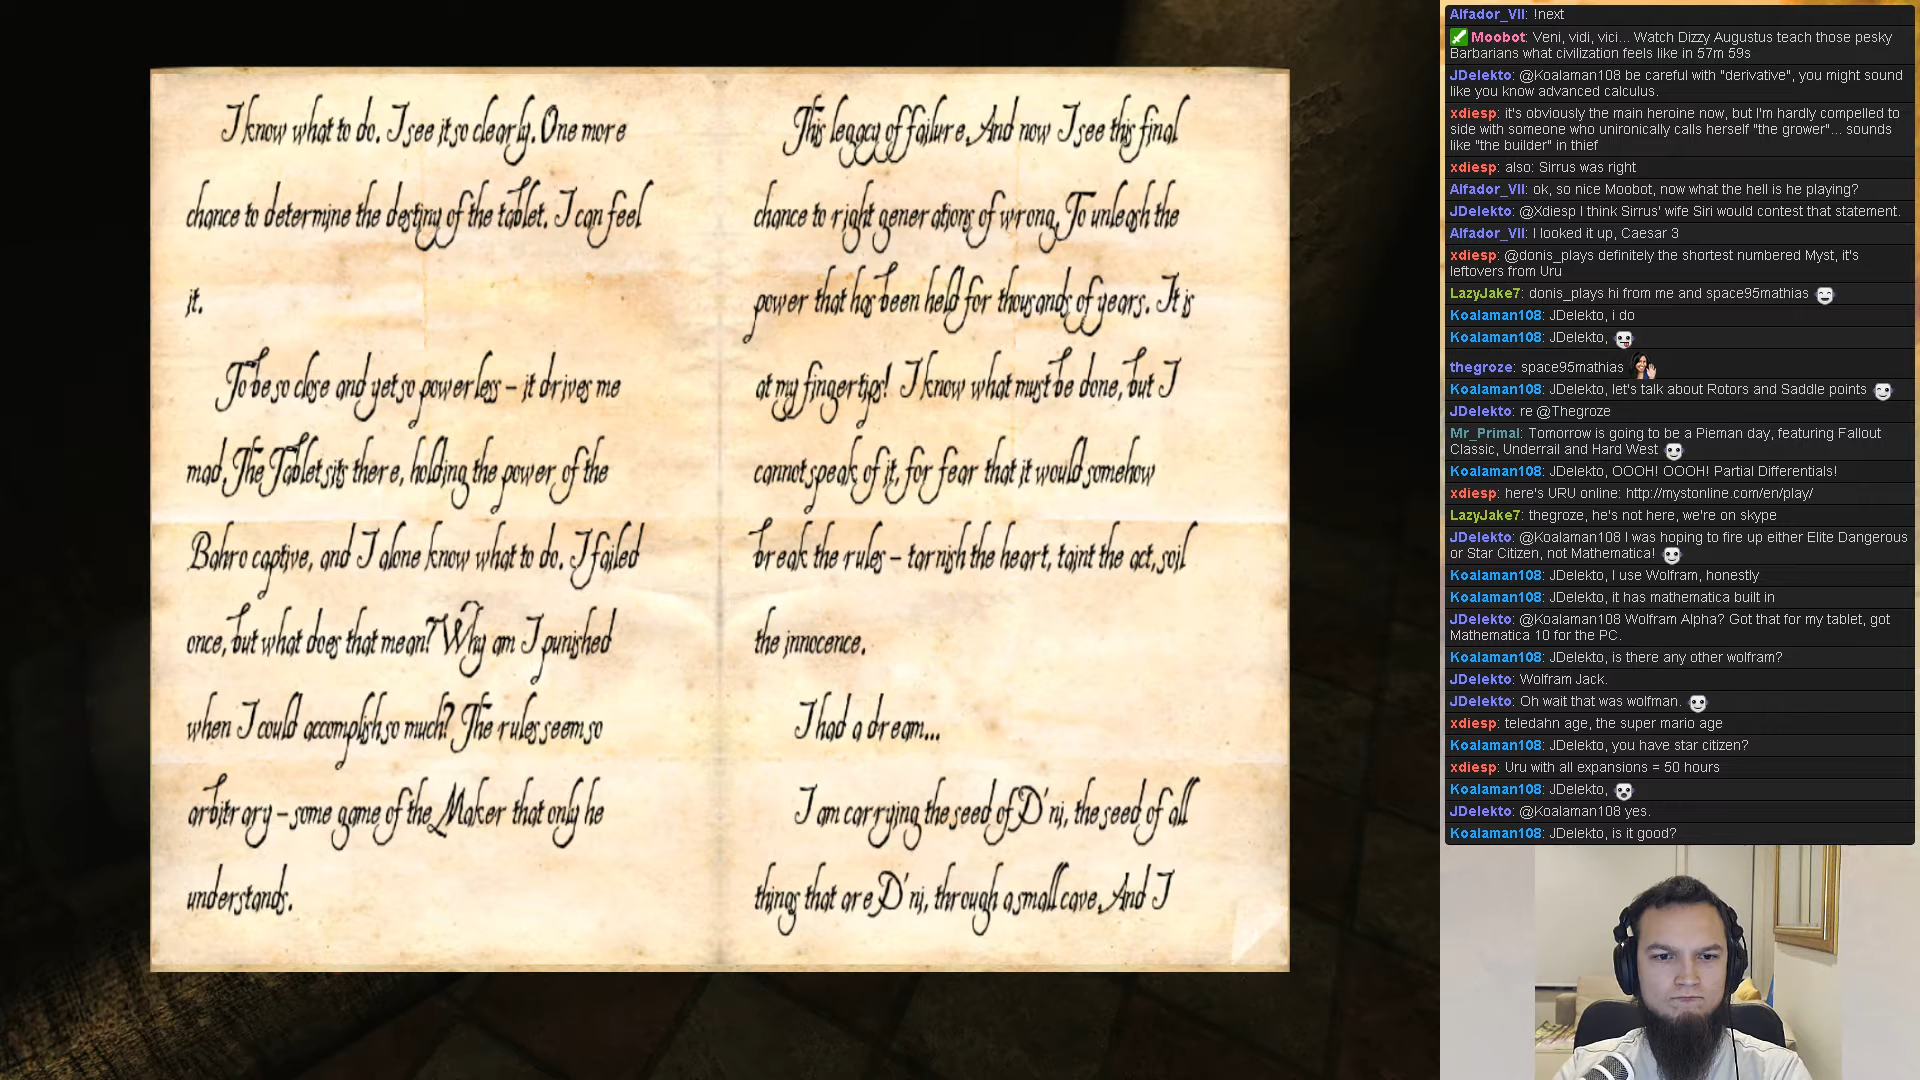 I know what to do. I see it so clearly. One more
chance to determine the destiny of the tablet. I can feel
it.
To be so close and yet so powerless – it drives me
mad. The Tablet sits there, holding the power of the
Bahro captive, and I alone know what to do. I failed
once, but what does that mean? Why am I punished
when I could accomplish so much? The rules seem so
arbitrary – some game of the Maker that only he
understands.
This legacy of failure. And now I see this final
chance to right generations of wrong. To unleash the
power that has been held for thousands of years. It is
at my fingertips! I know what must be done, but I
cannot speak of it, for fear that it would somehow
break the rules – tarnish the heart, taint the act, soil
the innocence.
I had a dream...
I am carrying the seed of D'ni, the seed of all
things that are D'ni, through a small cave. And I
Alfador_VII: !next
Moobot: Veni, vidi, vici... Watch Dizzy Augustus teach those pesky
Barbarians what civilization feels like in 57m 59s
JDelekto: @Koalaman108 be careful with "derivative", you might sound
like you know advanced calculus.
xdiesp: it's obviously the main heroine now, but I'm hardly compelled to
side with someone who unironically calls herself "the grower"... sounds
like "the builder" in thief
xdiesp: also: Sirrus was right
Alfador_VII: ok, so nice Moobot, now what the hell is he playing?
JDelekto: @Xdiesp I think Sirrus' wife Siri would contest that statement.
Alfador_VII: I looked it up, Caesar 3
xdiesp: @donis_plays definitely the shortest numbered Myst, it's
leftovers from Uru
LazyJake7: donis_plays hi from me and space95mathias
Koalaman108: JDelekto, i do
Koalaman108: JDelekto,
thegroze: space95mathias
Koalaman108: JDelekto, let's talk about Rotors and Saddle points
JDelekto: re @Thegroze
Mr_Primal: Tomorrow is going to be a Pieman day, featuring Fallout
Classic, Underrail and Hard West
Koalaman108: JDelekto, OOOH! OOOH! Partial Differentials!
xdiesp: here's URU online: http://mystonline.com/en/play/
LazyJake7: thegroze, he's not here, we're on skype
JDelekto: @Koalaman108 I was hoping to fire up either Elite Dangerous
or Star Citizen, not Mathematica!
Koalaman108: JDelekto, I use Wolfram, honestly
Koalaman108: JDelekto, it has mathematica built in
JDelekto: @Koalaman108 Wolfram Alpha? Got that for my tablet, got
Mathematica 10 for the PC.
Koalaman108: JDelekto, is there any other wolfram?
JDelekto: Wolfram Jack.
JDelekto: Oh wait that was wolfman.
xdiesp: teledahn age, the super mario age
Koalaman108: JDelekto, you have star citizen?
xdiesp: Uru with all expansions = 50 hours
Koalaman108: JDelekto,
JDelekto: @Koalaman108 yes.
Koalaman108: JDelekto, is it good?